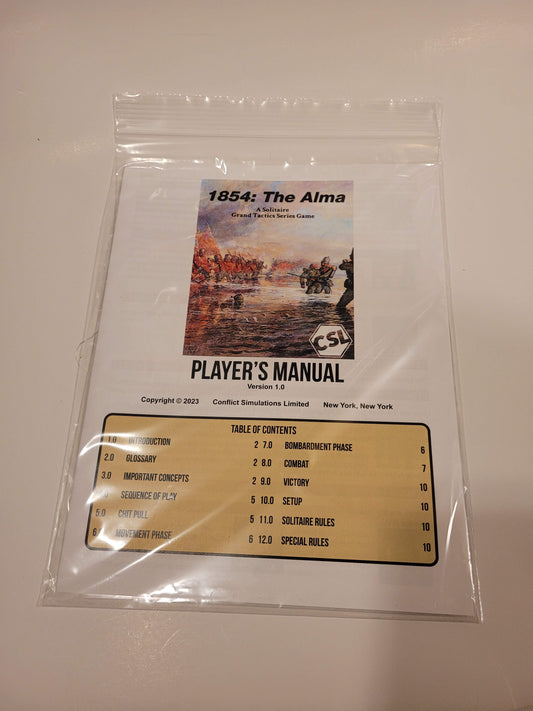 1854: The Alma
A Solitaire
Grand Tactics Series Game
CSL
PLAYER'S MANUAL
Version 1.0
Copyright © 2023 Conflict Simulations Limited New York, New York
TABLE OF CONTENTS
1.0 INTRODUCTION 2
2.0 GLOSSARY 2
3.0 IMPORTANT CONCEPTS 2
.0 SEQUENCE OF PLAY 5
5.0 CHIT PULL 5
6. MOVEMENT PHASE 6
7.0 BOMBARDMENT PHASE 6
8.0 COMBAT 7
9.0 VICTORY 10
10.0 SETUP 10
11.0 SOLITAIRE RULES 10
12.0 SPECIAL RULES 10